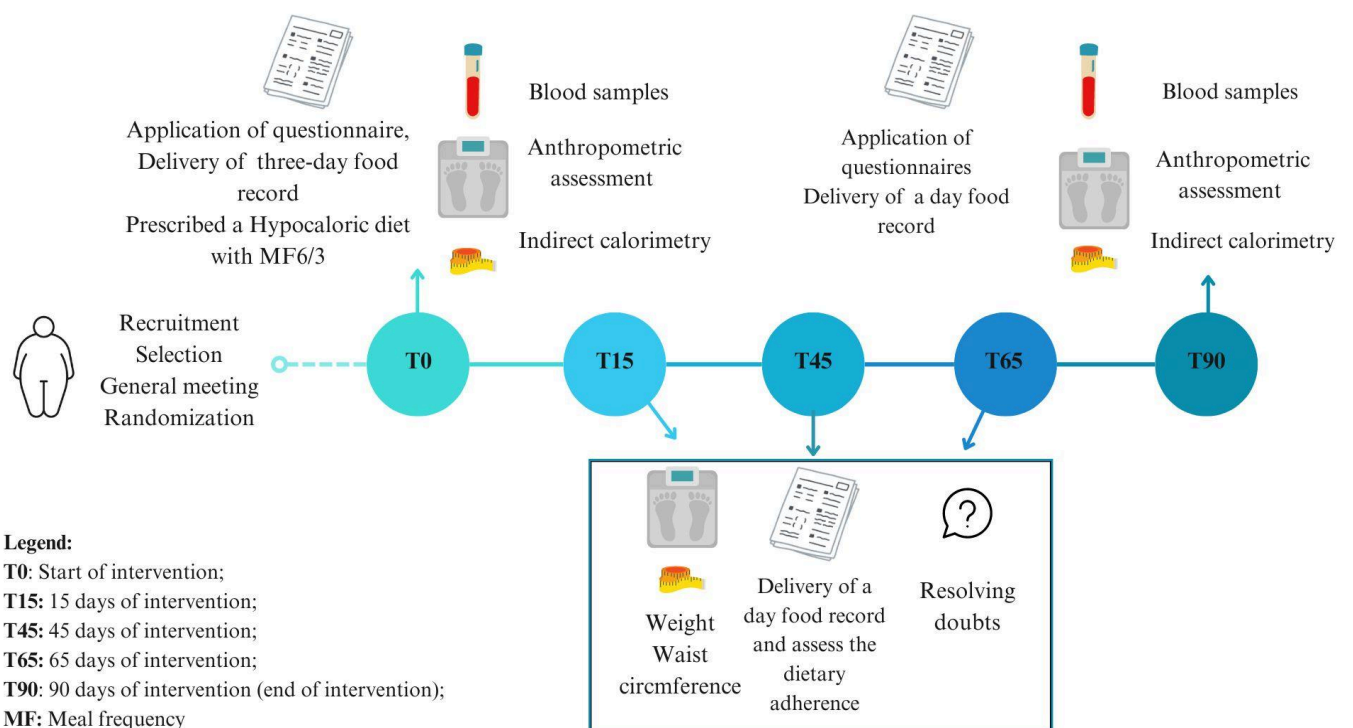 Application of questionnaire,
Delivery of three-day food
record
Prescribed a Hypocaloric diet
with MF6/3
Blood samples
Anthropometric
assessment
Indirect calorimetry
Application of
questionnaires
Delivery of a day food
record
Blood samples
Anthropometric
assessment
Indirect calorimetry
Recruitment
Selection
General meeting
Randomization
T0
T15
T45
T65
T90
Weight
Waist
circmference
Delivery of a
day food record
and assess the
dietary
adherence
?
Resolving
doubts
Legend:
T0: Start of intervention;
T15: 15 days of intervention;
T45: 45 days of intervention;
T65: 65 days of intervention;
T90: 90 days of intervention (end of intervention);
MF: Meal frequency